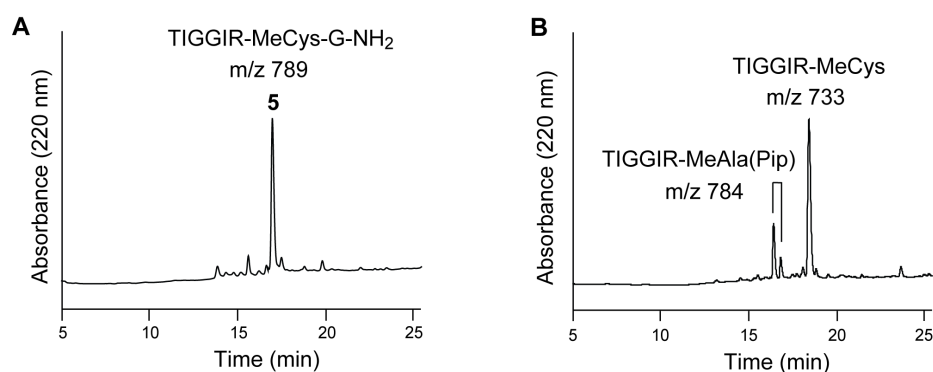 A
TIGGIR-MeCys-G-NH₂
m/z 789
5
Absorbance (220 nm)
5 10 15 20 25
Time (min)
B
TIGGIR-MeCys
m/z 733
TIGGIR-MeAla(Pip)
m/z 784
Absorbance (220 nm)
5 10 15 20 25
Time (min)